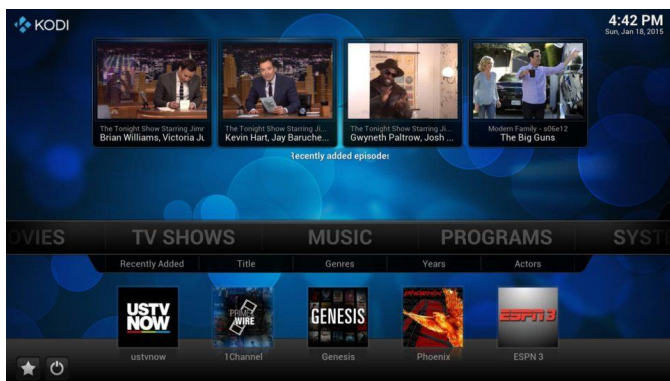 KODI
4:42 PM
Sun, Jan 18, 2015
The Tonight Show Starring Jimr
Brian Williams, Victoria Ju
The Tonight Show Starring Ji...
Kevin Hart, Jay Baruche...
The Tonight Show Starring Ji...
Gwyneth Paltrow, Josh ...
Modern Family - s06e12
The Big Guns
Recently added episodes
OVIES TV SHOWS MUSIC PROGRAMS SYST
Recently Added Title Genres Years Actors
USTV
NOW
PRIME
WIRE
GENESIS
ESPN 3
ustvnow 1Channel Genesis Phoenix ESPN 3